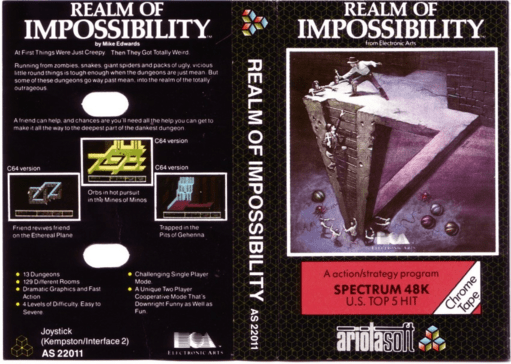 REALM OF
IMPOSSIBILITY™
by Mike Edwards
At First Things Were Just Creepy. Then They Got Totally Weird.
Running from zombies, snakes, giant spiders and packs of ugly, vicious
little round things is tough enough when the dungeons are just mean. But
some of these dungeons go way past mean, into the realm of the totally
outrageous.
A friend can help, and chances are you'll need all the help you can get to
make it all the way to the deepest part of the dankest dungeon.
C64 version
C64 version
C64 version
Orbs in hot pursuit
in the Mines of Minos
Friend revives friend
on the Ethereal Plane
Trapped in the
Pits of Gehenna
13 Dungeons
129 Different Rooms
Dramatic Graphics and Fast
Action
4 Levels of Difficulty. Easy to
Severe.
Challenging Single Player
Mode
A Unique Two Player
Cooperative Mode That's
Downright Funny as Well as
Fun.
Joystick
(Kempston/Interface 2)
AS 22011
ELECTRONIC ARTS
REALM OF IMPOSSIBILITY AS 22011
REALM OF
IMPOSSIBILITY™
from Electronic Arts
ELECTRONIC ARTS
A action/strategy program
SPECTRUM 48K
U.S. TOP 5 HIT
Chrome
Tape
ariolasoft